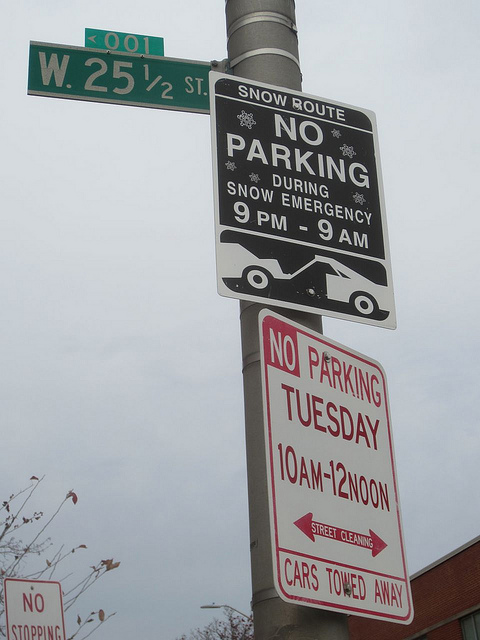 < 001
W. 25 1/2 ST.
SNOW ROUTE
NO
PARKING
DURING
SNOW EMERGENCY
9 PM - 9 AM
NO PARKING
TUESDAY
10AM-12NOON
STREET CLEANING
CARS TOWED AWAY
NO
STOPPING